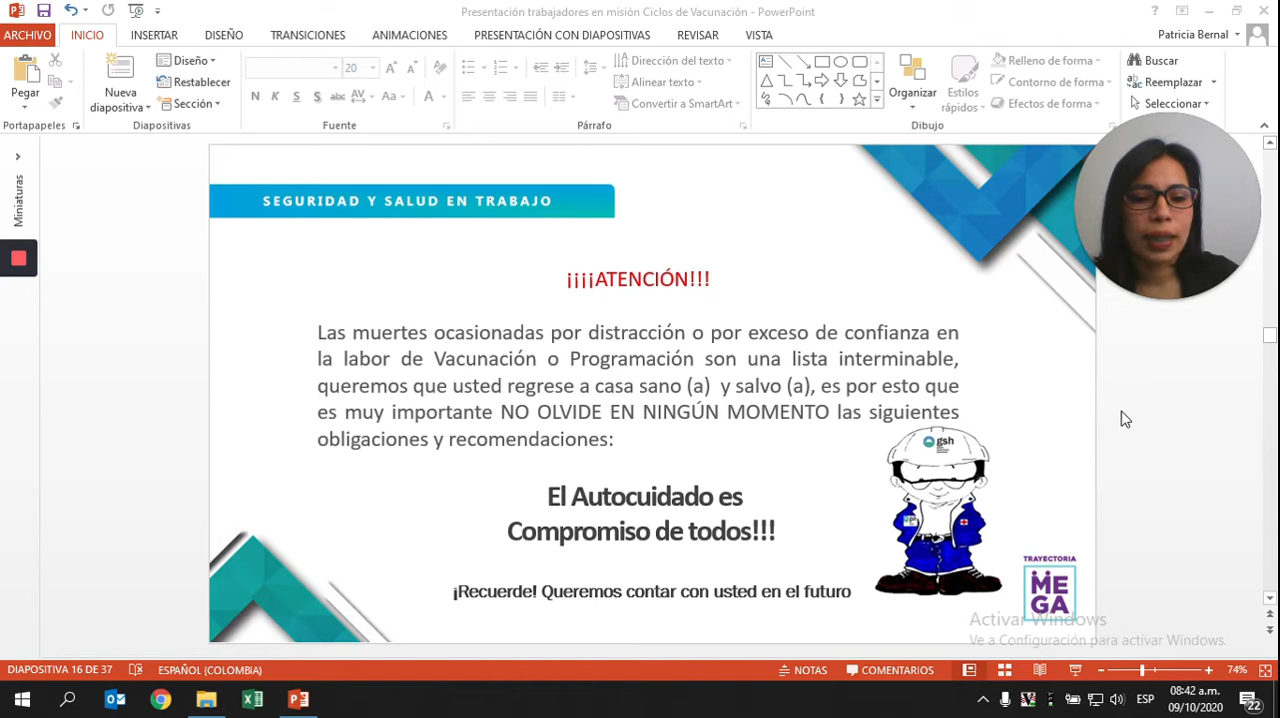 Presentación trabajadores en misión Ciclos de Vacunación - PowerPoint
ARCHIVO INICIO INSERTAR DISEÑO TRANSICIONES ANIMACIONES PRESENTACIÓN CON DIAPOSITIVAS REVISAR VISTA Patricia Bernal
Pegar
Portapapeles
Nueva
diapositiva
Diseño
Restablecer
Sección
Diapositivas
20
N K S S abc AV Aa A
Fuente
Dirección del texto
Alinear texto
Convertir a SmartArt
Párrafo
Organizar
Estilos
rápidos
Relleno de forma
Contorno de forma
Efectos de forma
Dibujo
Buscar
Reemplazar
Seleccionar
Miniaturas
SEGURIDAD Y SALUD EN TRABAJO
¡¡¡¡ATENCIÓN!!!
Las muertes ocasionadas por distracción o por exceso de confianza en
la labor de Vacunación o Programación son una lista interminable,
queremos que usted regrese a casa sano (a) y salvo (a), es por esto que
es muy importante NO OLVIDE EN NINGÚN MOMENTO las siguientes
obligaciones y recomendaciones:
gsh
El Autocuidado es
Compromiso de todos!!!
¡Recuerde! Queremos contar con usted en el futuro
TRAYECTORIA
ME
GA
Activar Windows
Ve a Configuración para activar Windows.
DIAPOSITIVA 16 DE 37 ESPAÑOL (COLOMBIA) NOTAS COMENTARIOS 74%
ESP
08:42 a.m.
09/10/2020
22